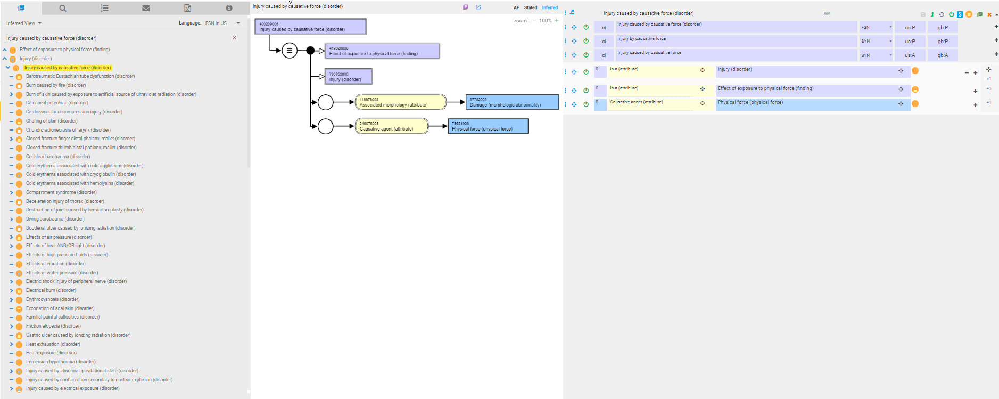 Inferred View
Language: FSN in US
Injury caused by causative force (disorder)
Effect of exposure to physical force (finding)
Injury (disorder)
Injury caused by causative force (disorder)
Barotraumatic Eustachian tube dysfunction (disorder)
Burn caused by fire (disorder)
Burn of skin caused by exposure to artificial source of ultraviolet radiation (disorder)
Calcaneal petechiae (disorder)
Cardiovascular decompression injury (disorder)
Chafing of skin (disorder)
Chondroradionecrosis of larynx (disorder)
Closed fracture finger distal phalanx, mallet (disorder)
Closed fracture thumb distal phalanx, mallet (disorder)
Cochlear barotrauma (disorder)
Cold erythema associated with cold agglutinins (disorder)
Cold erythema associated with cryoglobulin (disorder)
Cold erythema associated with hemolysins (disorder)
Compartment syndrome (disorder)
Deceleration injury of thorax (disorder)
Destruction of joint caused by hemiarthroplasty (disorder)
Diving barotrauma (disorder)
Duodenal ulcer caused by ionizing radiation (disorder)
Effects of air pressure (disorder)
Effects of heat AND/OR light (disorder)
Effects of high-pressure fluids (disorder)
Effects of vibration (disorder)
Effects of water pressure (disorder)
Electric shock injury of peripheral nerve (disorder)
Electrical burn (disorder)
Erythrocyanosis (disorder)
Excoriation of anal skin (disorder)
Familial painful callosities (disorder)
Friction alopecia (disorder)
Gastric ulcer caused by ionizing radiation (disorder)
Heat exhaustion (disorder)
Heat exposure (disorder)
Immersion hypothermia (disorder)
Injury caused by abnormal gravitational state (disorder)
Injury caused by conflagration secondary to nuclear explosion (disorder)
Injury caused by electrical exposure (disorder)
Injury caused by causative force (disorder)
AF Stated Inferred
zoom | − 100% +
400209005
Injury caused by causative force (disorder)
419026008
Effect of exposure to physical force (finding)
786852000
Injury (disorder)
116676008
Associated morphology (attribute)
37782003
Damage (morphologic abnormality)
246075003
Causative agent (attribute)
78621006
Physical force (physical force)
Injury caused by causative force (disorder)
S
ci Injury caused by causative force (disorder) FSN us:P gb:P
ci Injury by causative force SYN us:P gb:P
ci Injury caused by causative force SYN us:A gb:A
0 Is a (attribute) Injury (disorder)
+1
0 Is a (attribute) Effect of exposure to physical force (finding) +1
0 Causative agent (attribute) Physical force (physical force) +1